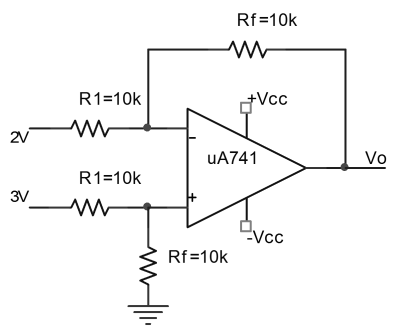 Rf=10k
R1=10k
+Vcc
2V
-
uA741
Vo
R1=10k
3V
+
-Vcc
Rf=10k